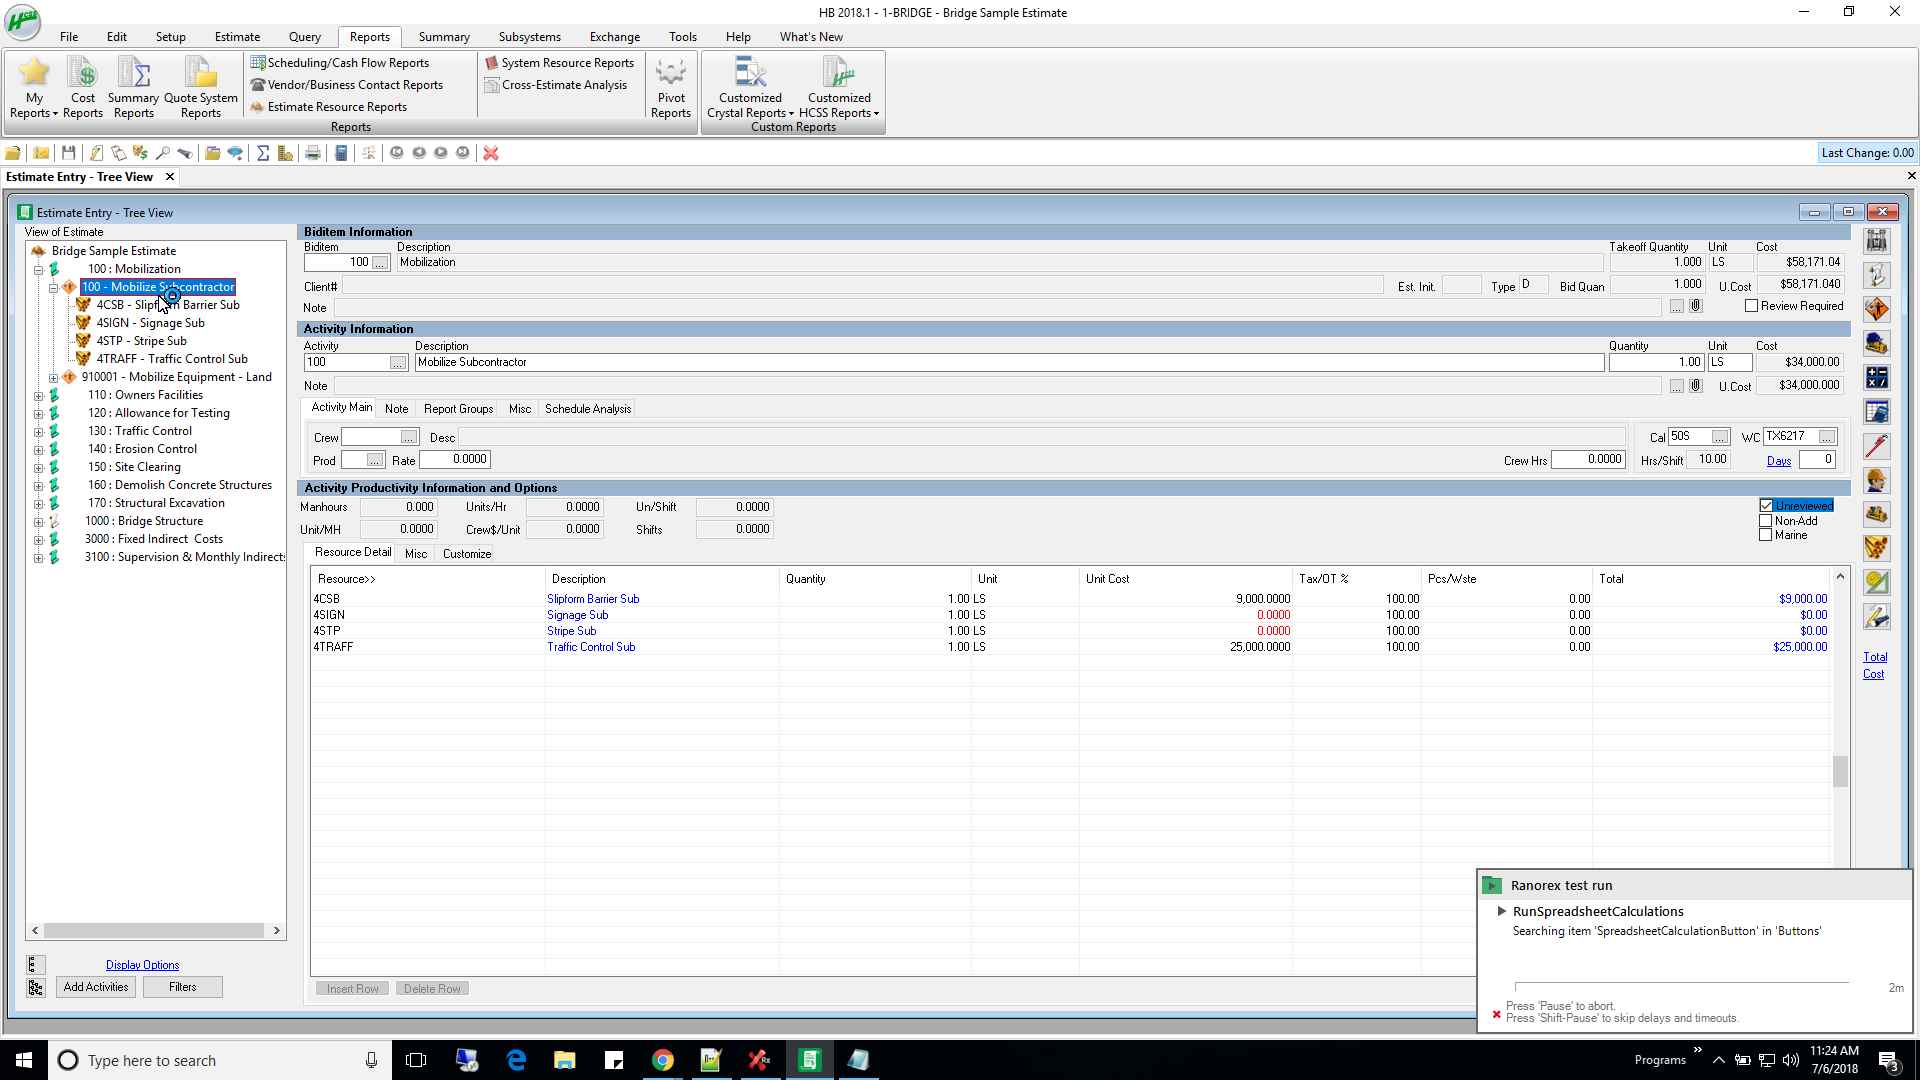 HB 2018.1 - 1-BRIDGE - Bridge Sample Estimate
File Edit Setup Estimate Query Reports Summary Subsystems Exchange Tools Help What's New
My Reports
Cost Reports
Summary Reports
Quote System Reports
Scheduling/Cash Flow Reports
Vendor/Business Contact Reports
Estimate Resource Reports
System Resource Reports
Cross-Estimate Analysis
Pivot Reports
Customized Crystal Reports
Customized HCSS Reports
Reports
Custom Reports
Last Change: 0.00
Estimate Entry - Tree View
Estimate Entry - Tree View
View of Estimate
Bridge Sample Estimate
100 : Mobilization
100 - Mobilize Subcontractor
4CSB - Slipform Barrier Sub
4SIGN - Signage Sub
4STP - Stripe Sub
4TRAFF - Traffic Control Sub
910001 - Mobilize Equipment - Land
110 : Owners Facilities
120 : Allowance for Testing
130 : Traffic Control
140 : Erosion Control
150 : Site Clearing
160 : Demolish Concrete Structures
170 : Structural Excavation
1000 : Bridge Structure
3000 : Fixed Indirect Costs
3100 : Supervision & Monthly Indirects
Display Options
Add Activities Filters
Biditem Information
Biditem Description Takeoff Quantity Unit Cost
100 ... Mobilization 1.000 LS $58,171.04
Client# Est. Init. Type D Bid Quan 1.000 U.Cost $58,171.040
Note ... Review Required
Activity Information
Activity Description Quantity Unit Cost
100 ... Mobilize Subcontractor 1.00 LS $34,000.00
Note ... U.Cost $34,000.000
Activity Main Note Report Groups Misc Schedule Analysis
Crew ... Desc Cal 50S ... WC TX6217 ...
Prod ... Rate 0.0000 Crew Hrs 0.0000 Hrs/Shift 10.00 Days 0
Activity Productivity Information and Options
Manhours 0.000 Units/Hr 0.0000 Un/Shift 0.0000 Unreviewed
Non-Add
Unit/MH 0.0000 Crew$/Unit 0.0000 Shifts 0.0000 Marine
Resource Detail Misc Customize
Resource>> Description Quantity Unit Unit Cost Tax/OT % Pcs/Wste Total
4CSB Slipform Barrier Sub 1.00 LS 9,000.0000 100.00 0.00 $9,000.00
4SIGN Signage Sub 1.00 LS 0.0000 100.00 0.00 $0.00
4STP Stripe Sub 1.00 LS 0.0000 100.00 0.00 $0.00
4TRAFF Traffic Control Sub 1.00 LS 25,000.0000 100.00 0.00 $25,000.00
Total
Cost
Insert Row Delete Row
Ranorex test run
RunSpreadsheetCalculations
Searching item 'SpreadsheetCalculationButton' in 'Buttons'
2m
Press 'Pause' to abort.
Press 'Shift-Pause' to skip delays and timeouts.
Type here to search
Programs
11:24 AM
7/6/2018
3